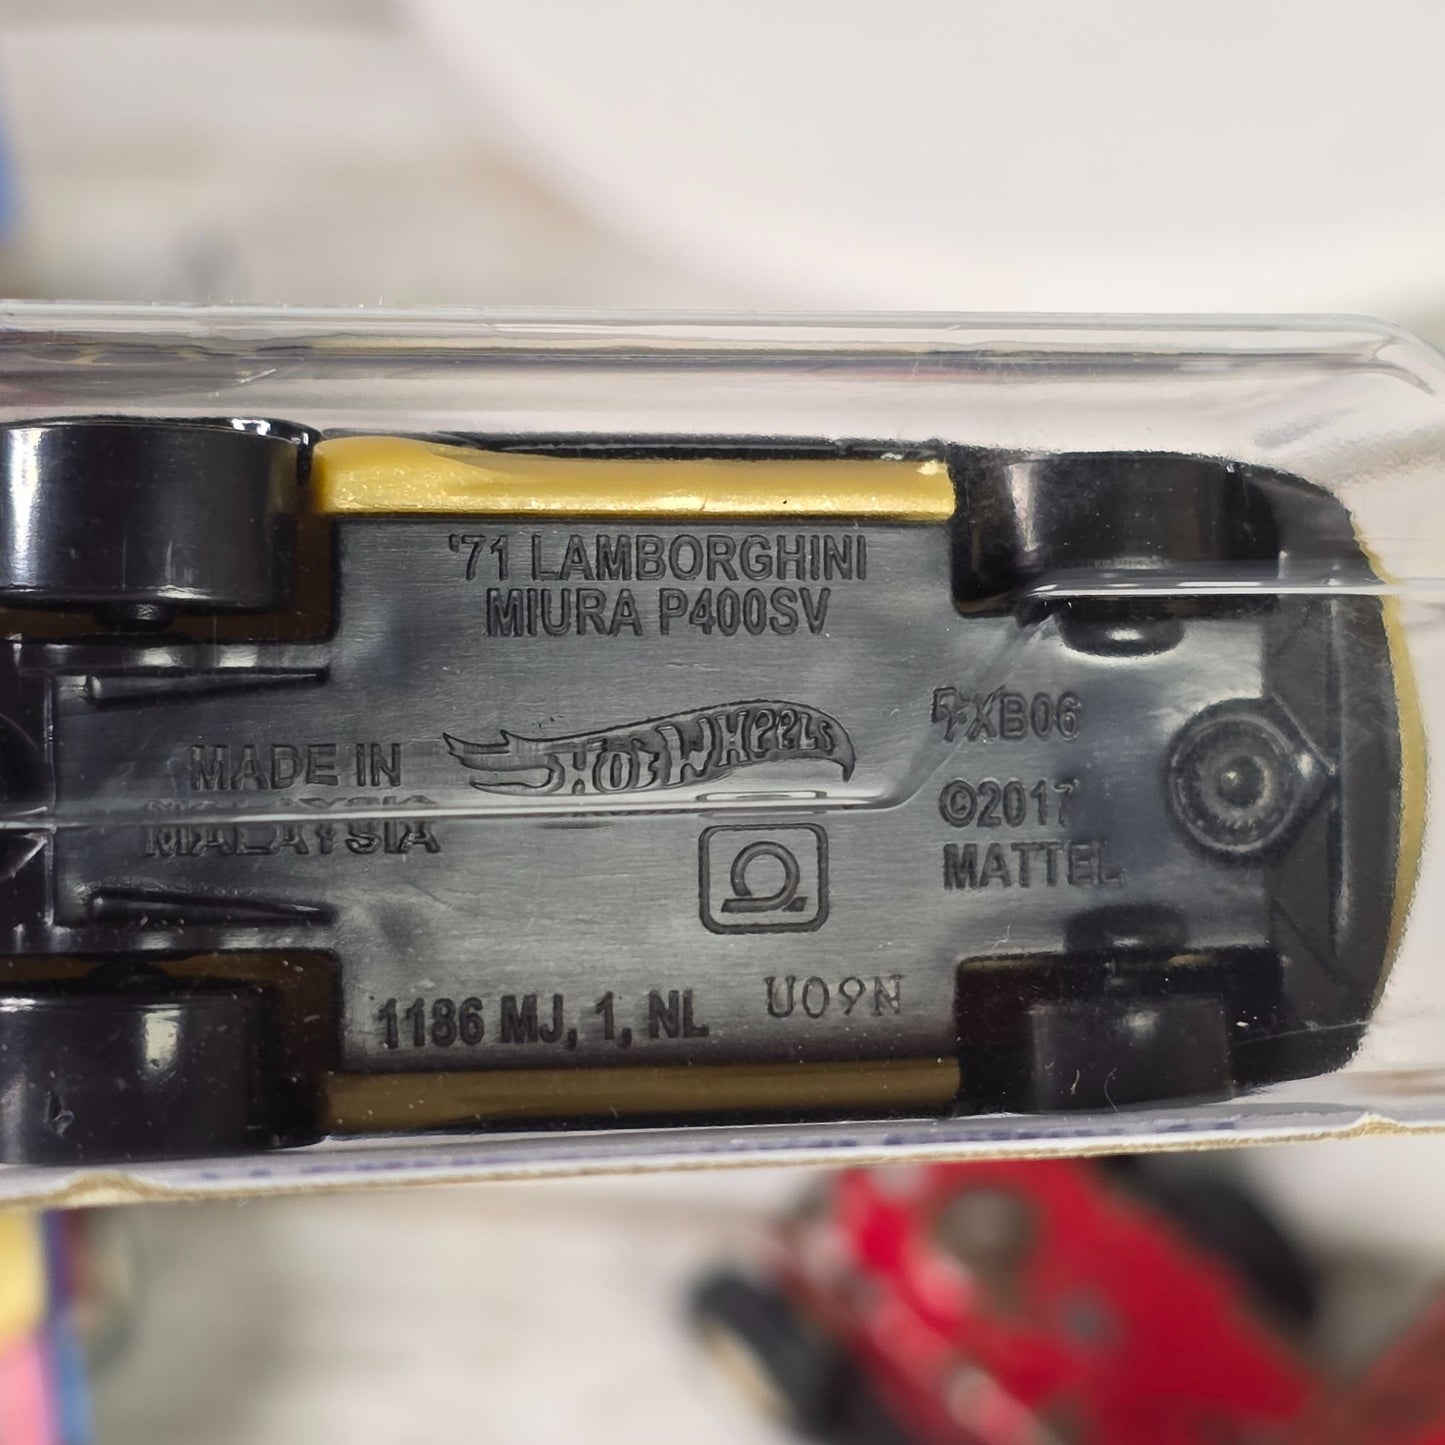 '71 LAMBORGHINI
MIURA P400SV
HOT WHEELS
MADE IN
MALAYSIA
FXB06
©2017
MATTEL
1186 MJ, 1, NL
U09N